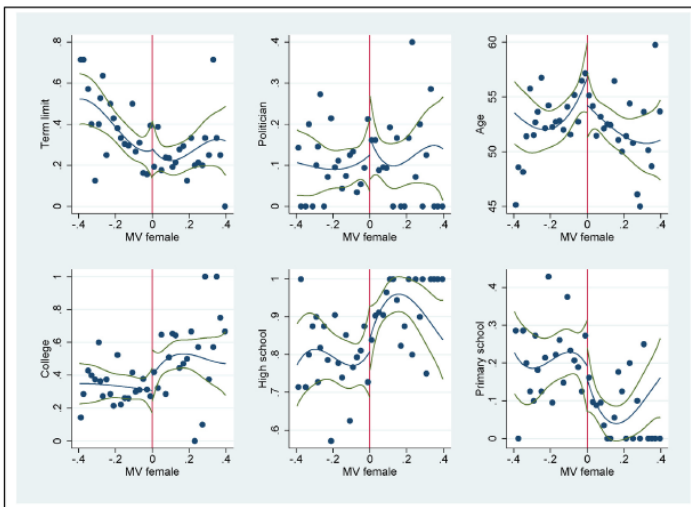 Term limit
.8
.6
.4
.2
0
-.4 -.2 0 .2 .4
MV female
Politician
.4
.3
.2
.1
0
-.4 -.2 0 .2 .4
MV female
Age
60
55
50
45
-.4 -.2 0 .2 .4
MV female
College
1
.8
.6
.4
.2
0
-.4 -.2 0 .2 .4
MV female
High school
1
.9
.8
.7
.6
-.4 -.2 0 .2 .4
MV female
Primary school
.4
.3
.2
.1
0
-.4 -.2 0 .2 .4
MV female